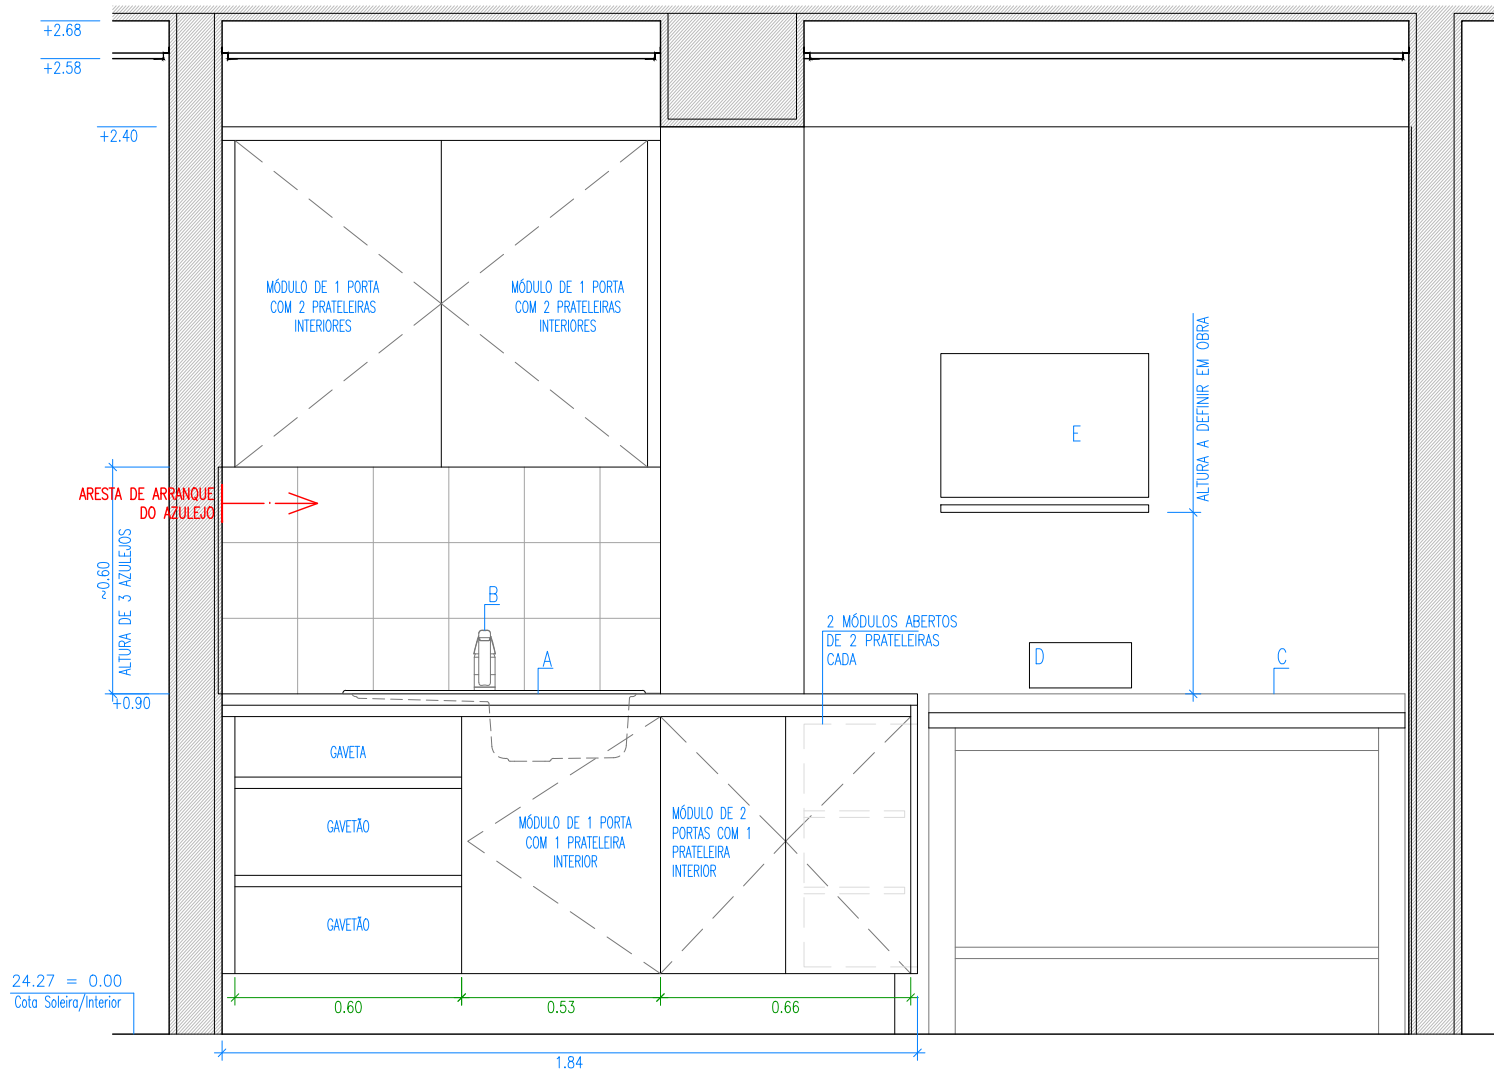 +2.68
+2.58
+2.40
MÓDULO DE 1 PORTA
COM 2 PRATELEIRAS
INTERIORES
MÓDULO DE 1 PORTA
COM 2 PRATELEIRAS
INTERIORES
ALTURA A DEFINIR EM OBRA
E
ARESTA DE ARRANQUE
DO AZULEJO
~0.60
ALTURA DE 3 AZULEJOS
B
A
2 MÓDULOS ABERTOS
DE 2 PRATELEIRAS
CADA
D
C
+0.90
GAVETA
GAVETÃO
GAVETÃO
MÓDULO DE 1 PORTA
COM 1 PRATELEIRA
INTERIOR
MÓDULO DE 2
PORTAS COM 1
PRATELEIRA
INTERIOR
24.27 = 0.00
Cota Soleira/Interior
0.60
0.53
0.66
1.84